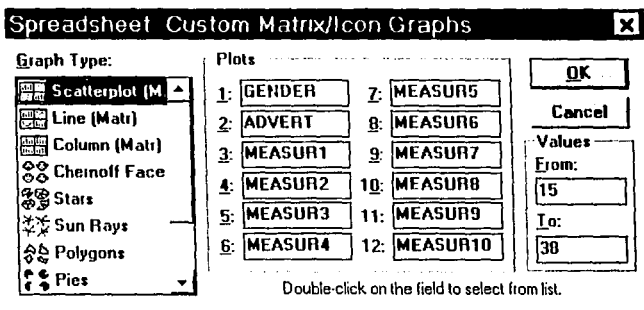 Spreadsheet Custom Matrix/Icon Graphs
Graph Type:
Scatterplot (M
Line (Matr)
Column (Matr)
Chernoff Face
Stars
Sun Rays
Polygons
Pies
Plots
1: GENDER
2: ADVERT
3: MEASUR1
4: MEASUR2
5: MEASUR3
6: MEASUR4
7: MEASUR5
8: MEASUR6
9: MEASUR7
10: MEASUR8
11: MEASUR9
12: MEASUR10
Double-click on the field to select from list.
OK
Cancel
Values
From:
15
To:
38